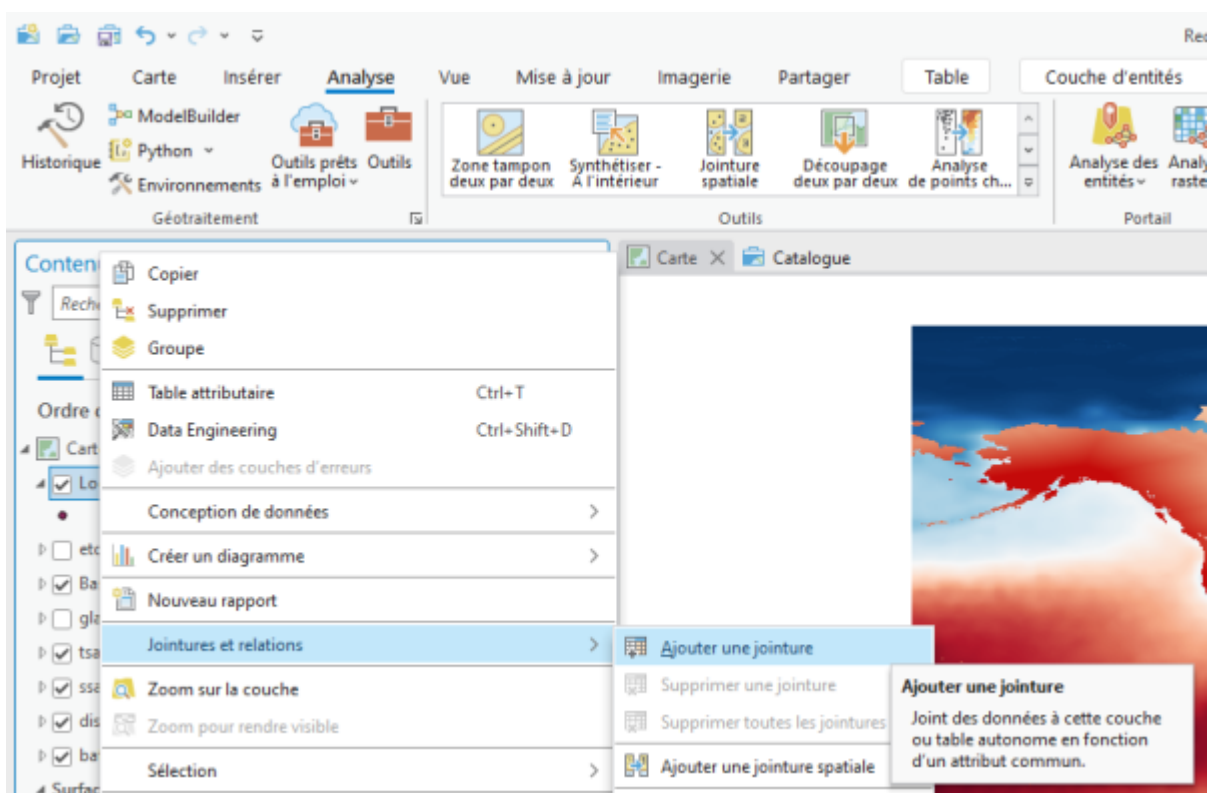 Projet Carte Insérer Analyse Vue Mise à jour Imagerie Partager Table Couche d'entités
Historique
ModelBuilder
Python
Environnements
Outils prêts à l'emploi
Outils
Géotraitement
Zone tampon deux par deux
Synthétiser - A l'intérieur
Jointure spatiale
Découpage deux par deux
Analyse de points ch...
Outils
Analyse des entités
Portail
Carte
Catalogue
Copier
Supprimer
Groupe
Table attributaire Ctrl+T
Data Engineering Ctrl+Shift+D
Ajouter des couches d'erreurs
Conception de données
Créer un diagramme
Nouveau rapport
Jointures et relations
Zoom sur la couche
Zoom pour rendre visible
Sélection
Ajouter une jointure
Supprimer une jointure
Supprimer toutes les jointures
Ajouter une jointure spatiale
Ajouter une jointure
Joint des données à cette couche
ou table autonome en fonction
d'un attribut commun.